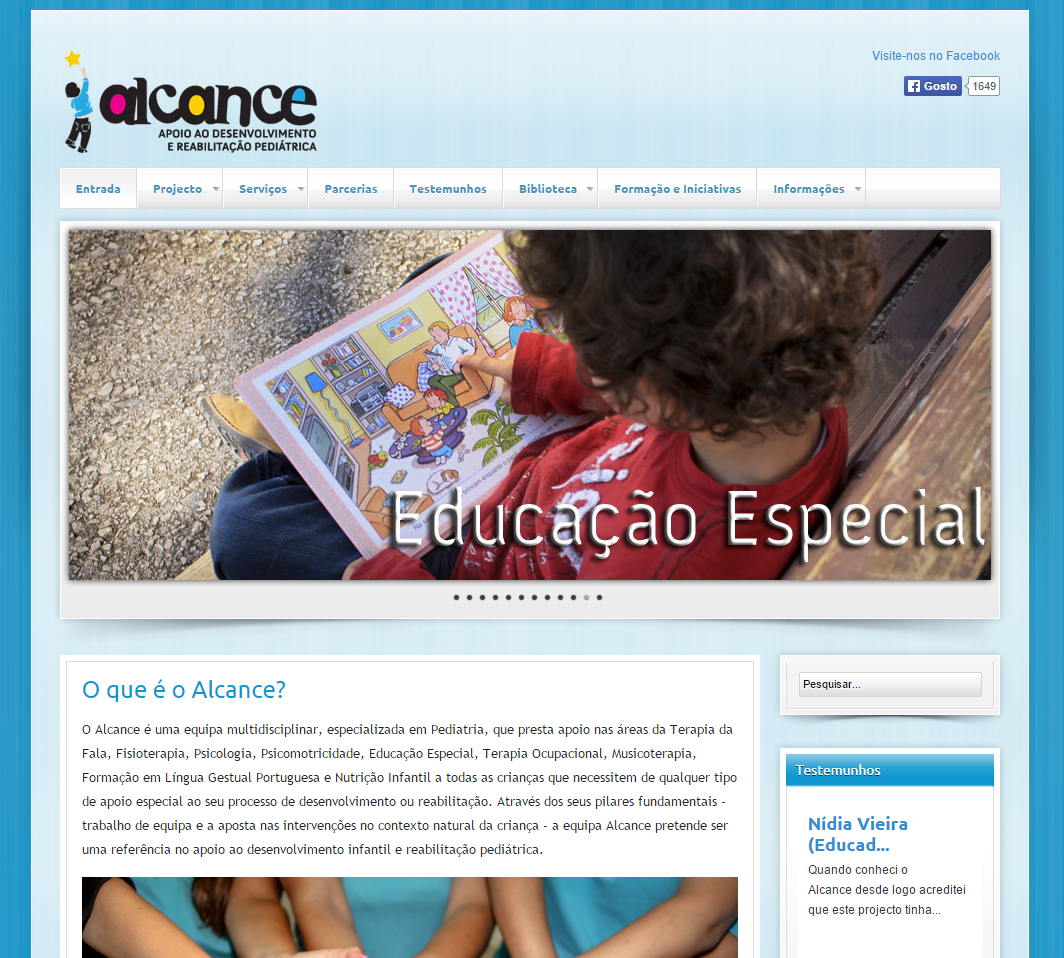 Visite-nos no Facebook
alcance
APOIO AO DESENVOLVIMENTO
E REABILITAÇÃO PEDIÁTRICA
Gosto 1649
Entrada Projecto Serviços Parcerias Testemunhos Biblioteca Formação e Iniciativas Informações
Educação Especial
O que é o Alcance?
O Alcance é uma equipa multidisciplinar, especializada em Pediatria, que presta apoio nas áreas da Terapia da
Fala, Fisioterapia, Psicologia, Psicomotricidade, Educação Especial, Terapia Ocupacional, Musicoterapia,
Formação em Língua Gestual Portuguesa e Nutrição Infantil a todas as crianças que necessitem de qualquer tipo
de apoio especial ao seu processo de desenvolvimento ou reabilitação. Através dos seus pilares fundamentais -
trabalho de equipa e a aposta nas intervenções no contexto natural da criança - a equipa Alcance pretende ser
uma referência no apoio ao desenvolvimento infantil e reabilitação pediátrica.
Pesquisar...
Testemunhos
Nídia Vieira
(Educad...
Quando conheci o
Alcance desde logo acreditei
que este projecto tinha...